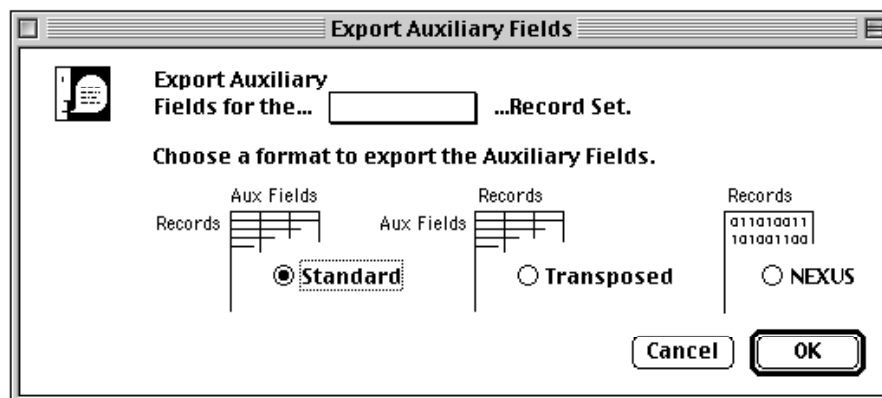 Export Auxiliary Fields
Export Auxiliary
Fields for the... ...Record Set.
Choose a format to export the Auxiliary Fields.
Aux Fields Records Records
Records Aux Fields 011010011
101001100
Standard Transposed NEXUS
Cancel OK